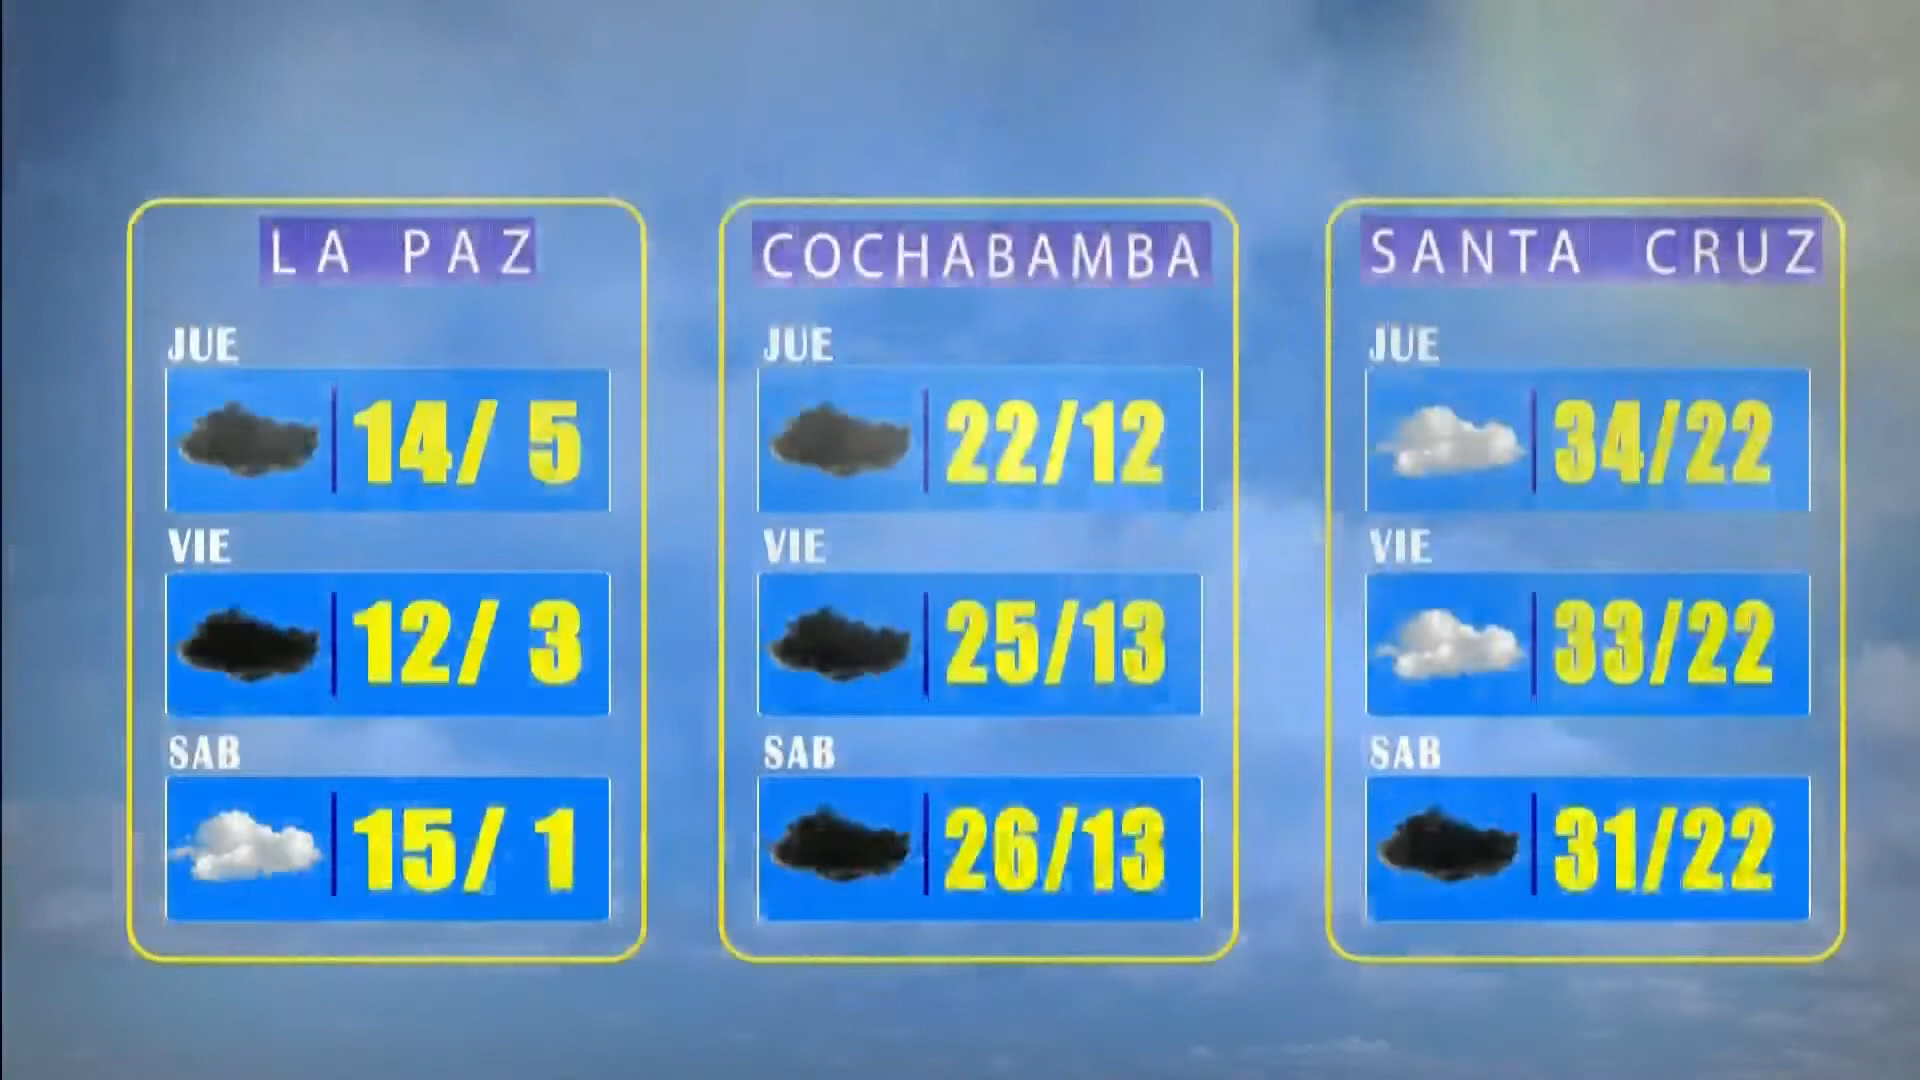 LA PAZ
JUE
14/ 5
VIE
12/ 3
SAB
15/ 1
COCHABAMBA
JUE
22/12
VIE
25/13
SAB
26/13
SANTA CRUZ
JUE
34/22
VIE
33/22
SAB
31/22